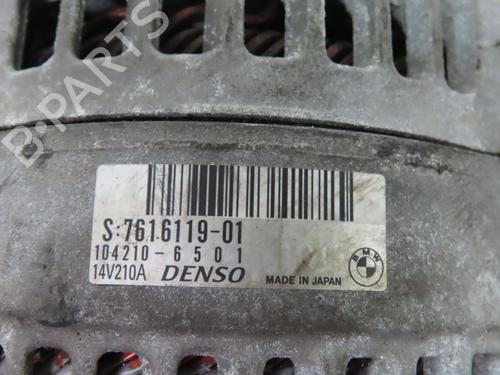 B-PARTS
S:7616119-01
104210-6501
14V210A DENSO MADE IN JAPAN BMW